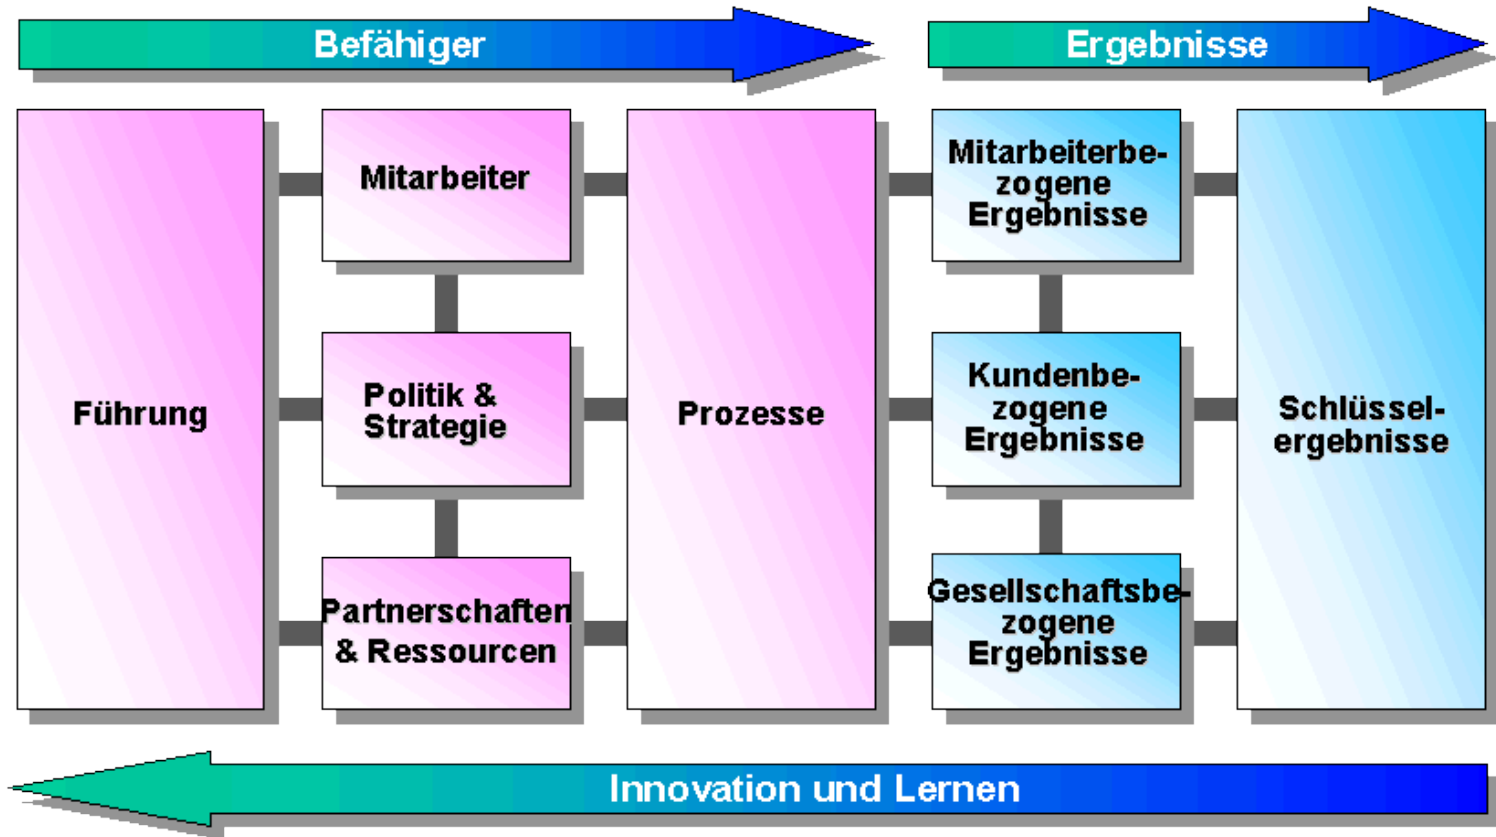 Befähiger
Ergebnisse
Führung
Mitarbeiter
Politik &
Strategie
Partnerschaften
& Ressourcen
Prozesse
Mitarbeiterbe-
zogene
Ergebnisse
Kundenbe-
zogene
Ergebnisse
Gesellschaftsbe-
zogene
Ergebnisse
Schlüssel-
ergebnisse
Innovation und Lernen